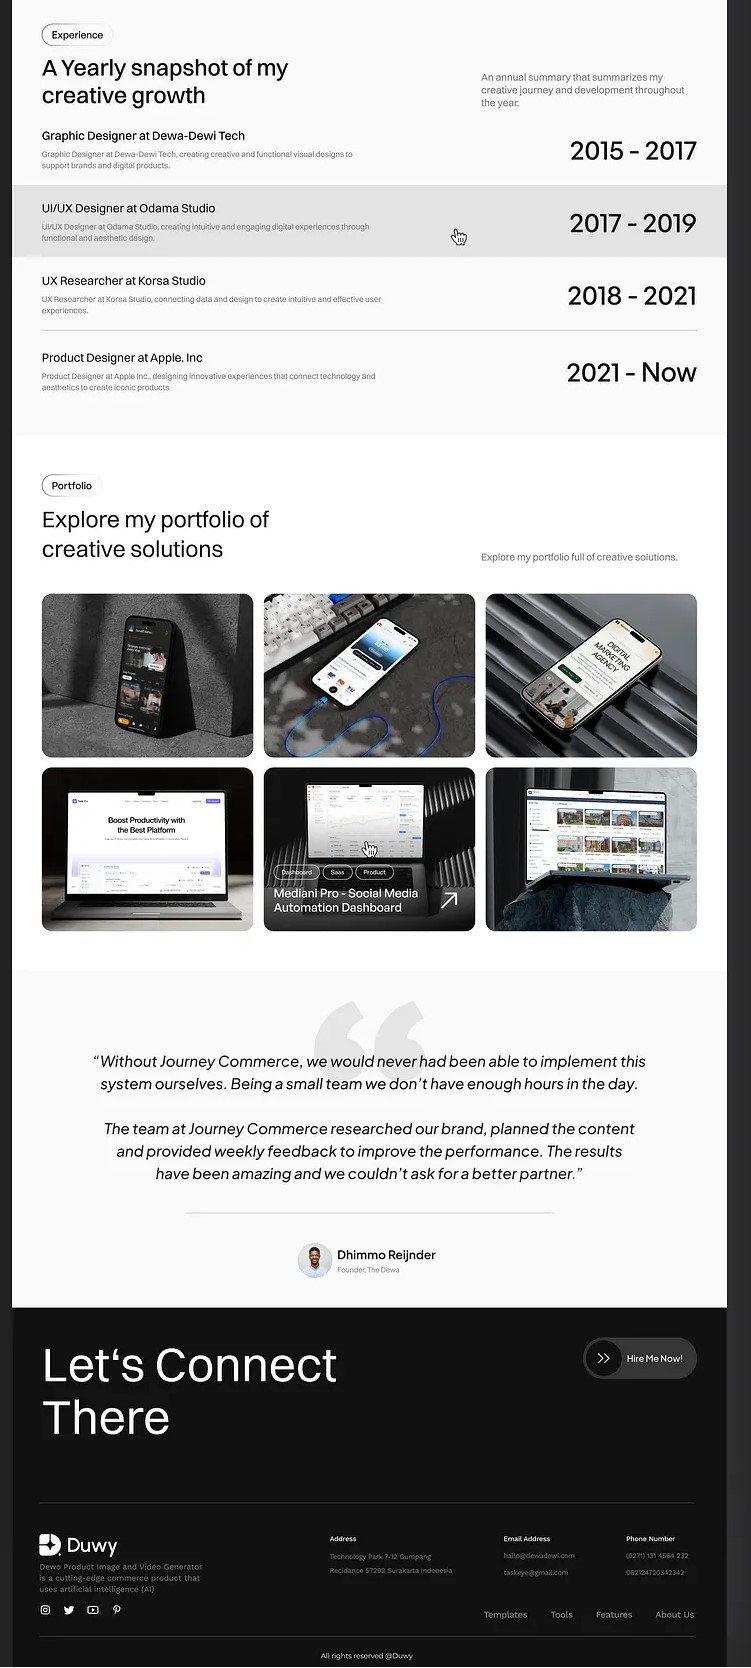 Experience
A Yearly snapshot of my
creative growth
An annual summary that summarizes my
creative journey and development throughout
the year.
Graphic Designer at Dewa-Dewi Tech
Graphic Designer at Dewa-Dewi Tech, creating creative and functional visual designs to
support brands and digital products.
2015 - 2017
UI/UX Designer at Odama Studio
UI/UX Designer at Odama Studio, creating intuitive and engaging digital experiences through
functional and aesthetic design.
2017 - 2019
UX Researcher at Korsa Studio
UX Researcher at Korsa Studio, connecting data and design to create intuitive and effective user
experiences.
2018 - 2021
Product Designer at Apple. Inc
Product Designer at Apple Inc., designing innovative experiences that connect technology and
aesthetics to create iconic products
2021 - Now
Portfolio
Explore my portfolio of
creative solutions
Explore my portfolio full of creative solutions.
DIGITAL
MARKETING
AGENCY
Boost Productivity with
the Best Platform
Dashboard
Saas
Product
Mediani Pro - Social Media
Automation Dashboard
“Without Journey Commerce, we would never had been able to implement this
system ourselves. Being a small team we don’t have enough hours in the day.
The team at Journey Commerce researched our brand, planned the content
and provided weekly feedback to improve the performance. The results
have been amazing and we couldn’t ask for a better partner.”
Dhimmo Reijnder
Founder, The Dewa
Let‘s Connect
There
Hire Me Now!
Duwy
Dewo Product Image and Video Generator
is a cutting-edge commerce product that
uses artificial intelligence (AI)
Address
Technology Park 7-12 Gumpang
Recidance 57292 Surakarta Indonesia
Email Address
hallo@dewadewi.com
taskeye@gmail.com
Phone Number
(0271) 131 4564 232
082124720342342
Templates
Tools
Features
About Us
All rights reserved @Duwy